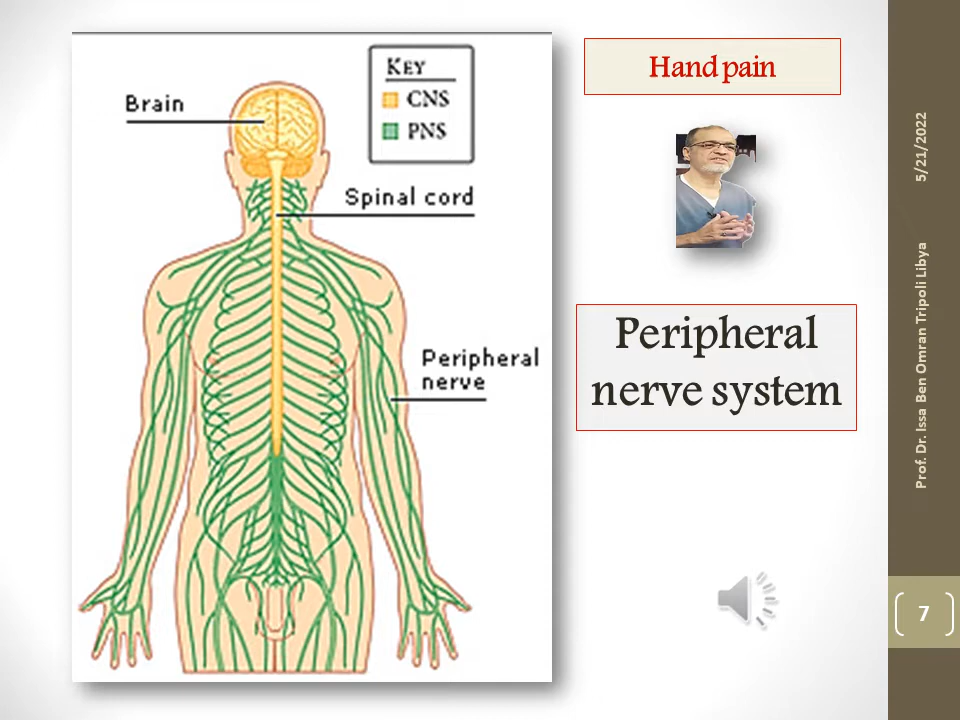 Brain
KEY
CNS
PNS
Spinal cord
Peripheral
nerve
Hand pain
Peripheral
nerve system
5/21/2022
Prof. Dr. Issa Ben Omran Tripoli Libya
7